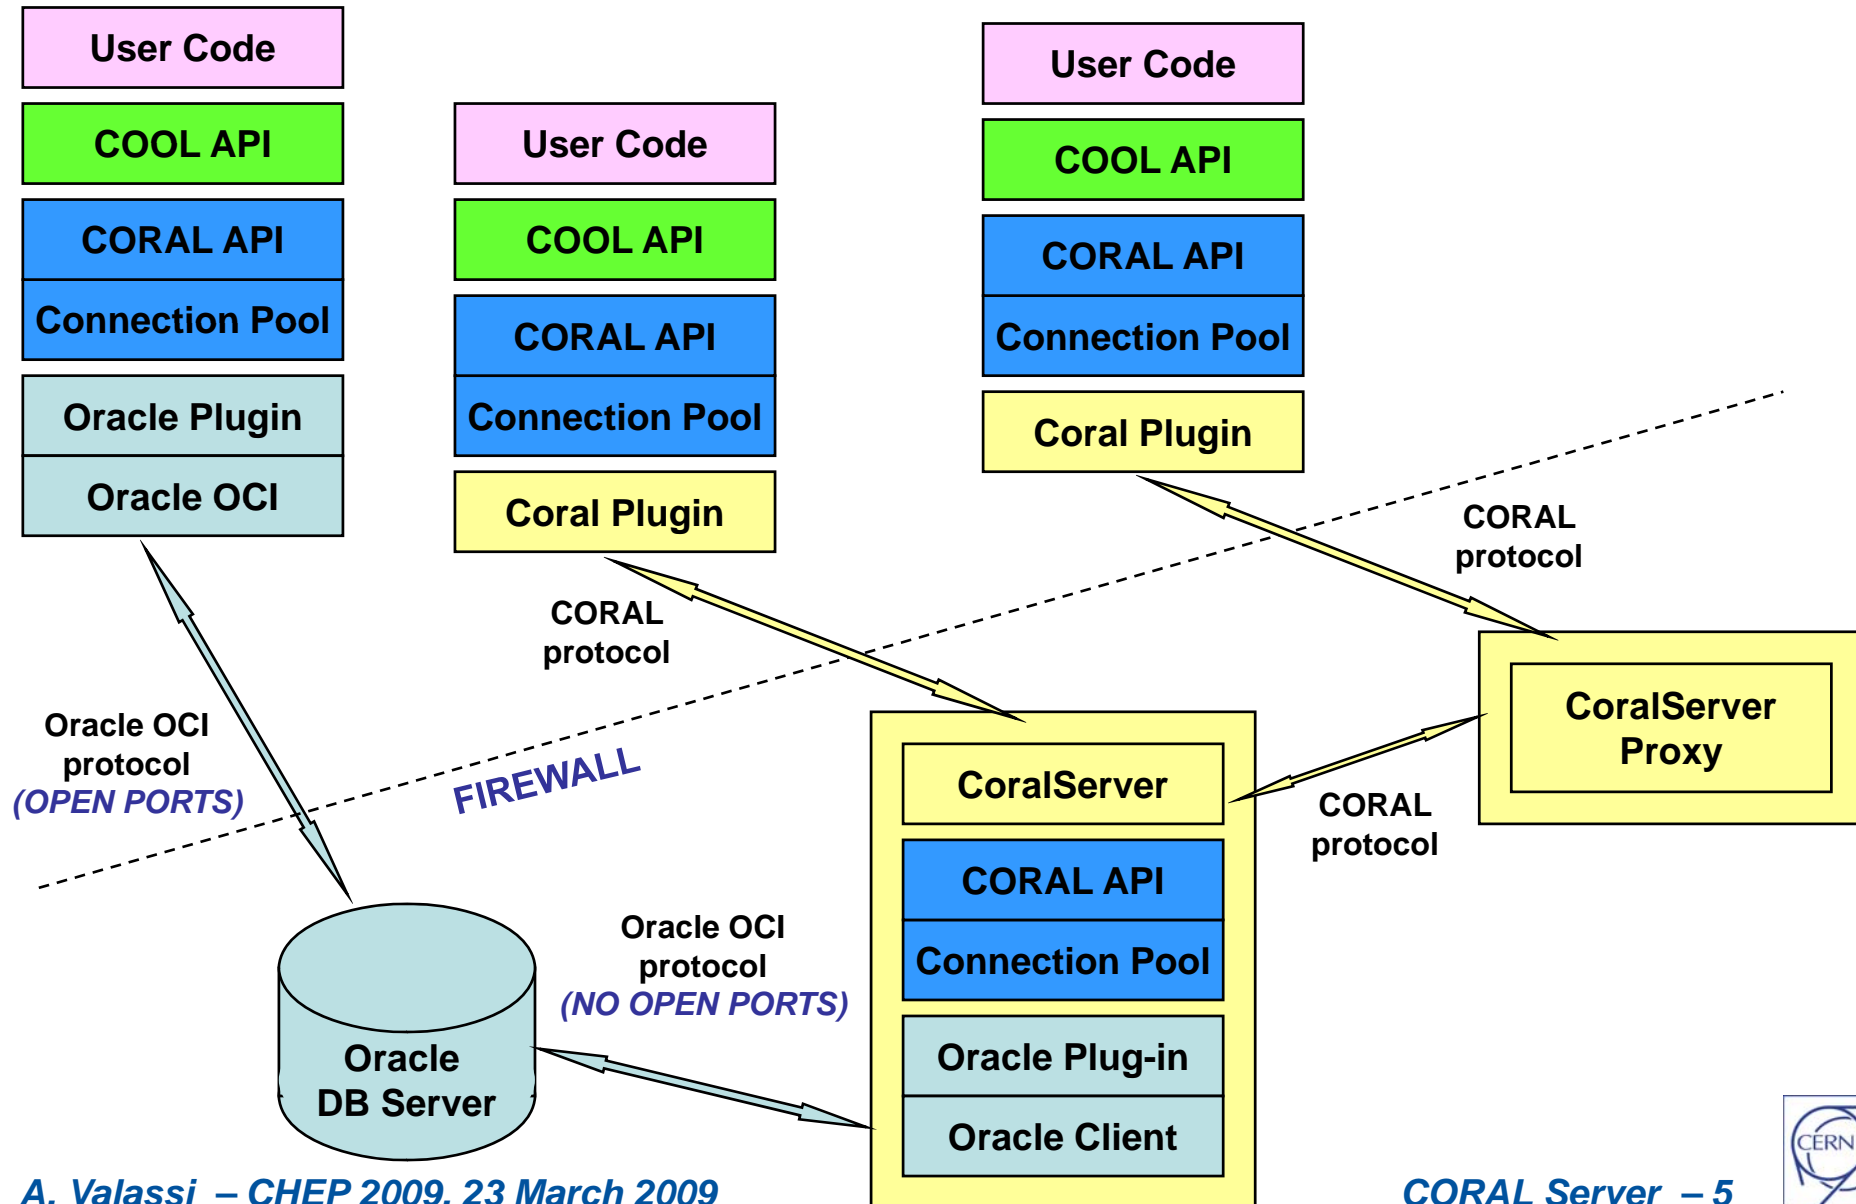 User Code
COOL API
CORAL API
Connection Pool
Oracle Plugin
Oracle OCI
User Code
COOL API
CORAL API
Connection Pool
Coral Plugin
User Code
COOL API
CORAL API
Connection Pool
Coral Plugin
CORAL
protocol
CORAL
protocol
Oracle OCI
protocol
(OPEN PORTS)
FIREWALL
CoralServer
CORAL API
Connection Pool
Oracle Plug-in
Oracle Client
CoralServer
Proxy
CORAL
protocol
Oracle OCI
protocol
(NO OPEN PORTS)
Oracle
DB Server
A. Valassi – CHEP 2009, 23 March 2009
CORAL Server – 5
CERN